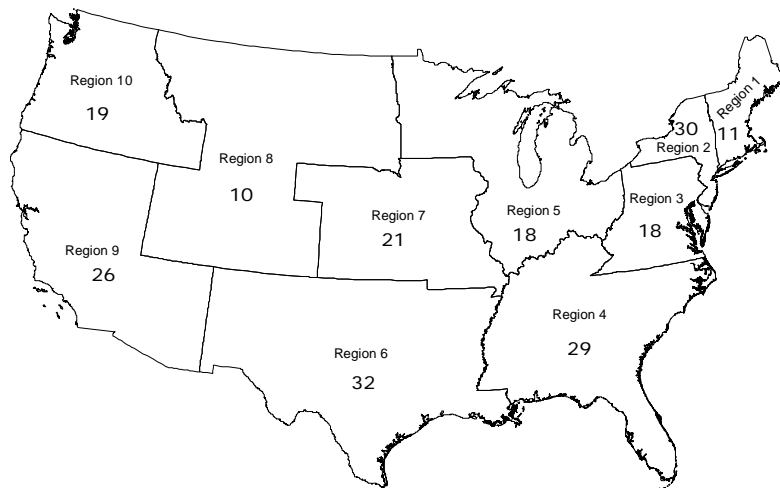 Region 10
19
Region 8
10
Region 9
26
Region 7
21
Region 6
32
Region 5
18
Region 4
29
Region 3
18
30
Region 2
Region 1
11